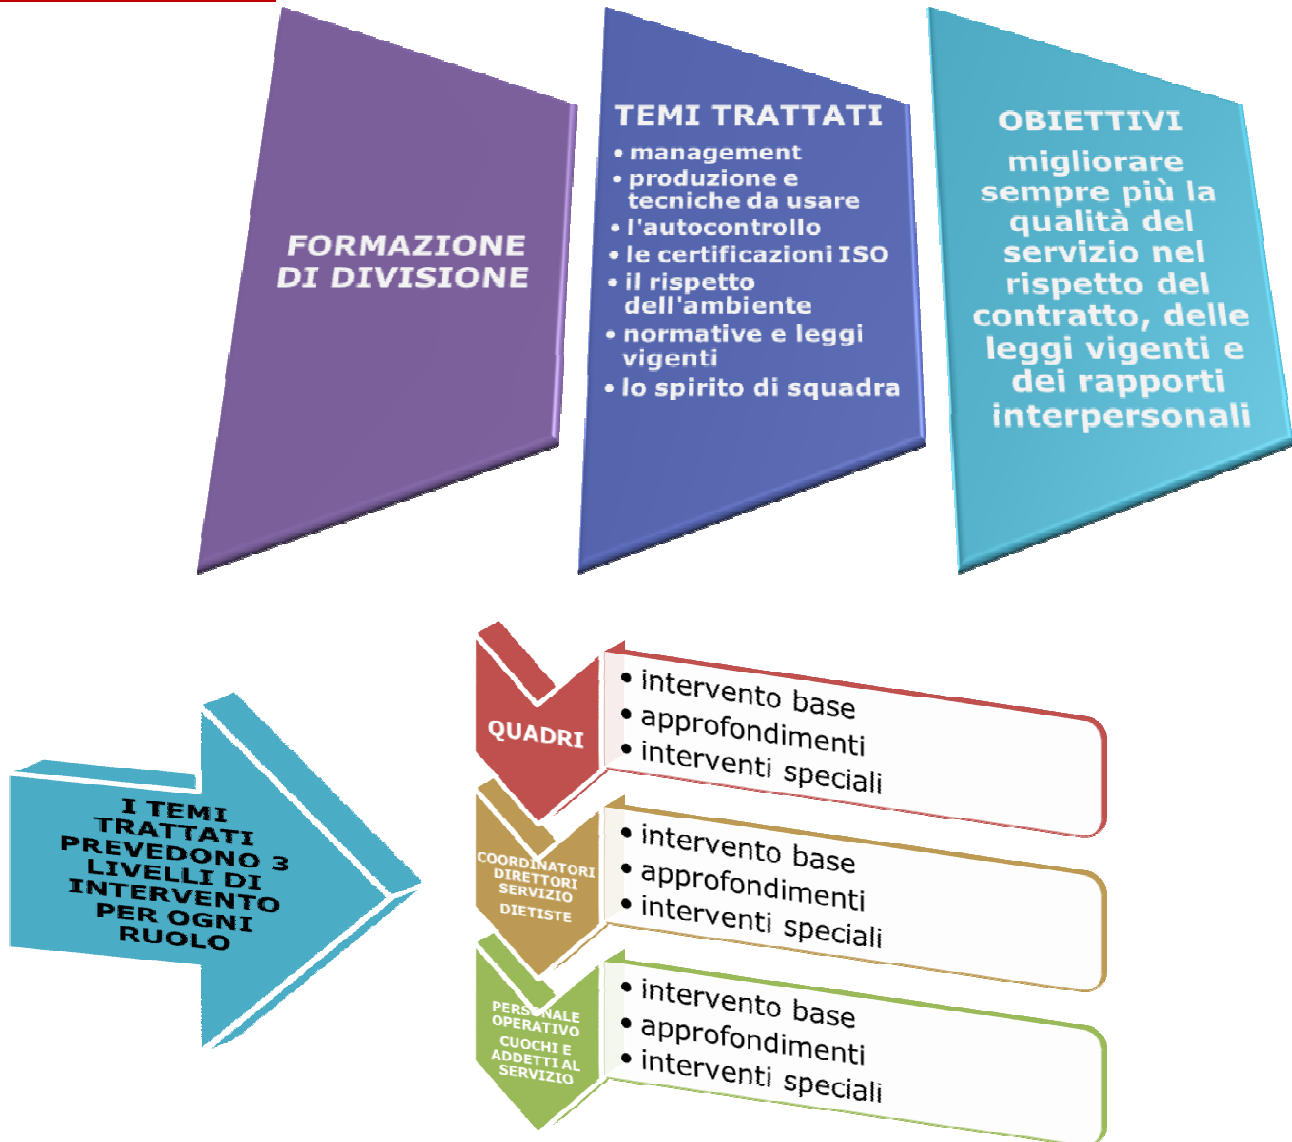 FORMAZIONE
DI DIVISIONE
TEMI TRATTATI
• management
• produzione e
tecniche da usare
• l'autocontrollo
• le certificazioni ISO
• il rispetto
dell'ambiente
• normative e leggi
vigenti
• lo spirito di squadra
OBIETTIVI
migliorare
sempre più la
qualità del
servizio nel
rispetto del
contratto, delle
leggi vigenti e
dei rapporti
interpersonali
I TEMI
TRATTATI
PREVEDONO 3
LIVELLI DI
INTERVENTO
PER OGNI
RUOLO
QUADRI
• intervento base
• approfondimenti
• interventi speciali
COORDINATORI
DIRETTORI
SERVIZIO
DIETISTE
• intervento base
• approfondimenti
• interventi speciali
PERSONALE
OPERATIVO
CUOCHI E
ADDETTI AL
SERVIZIO
• intervento base
• approfondimenti
• interventi speciali